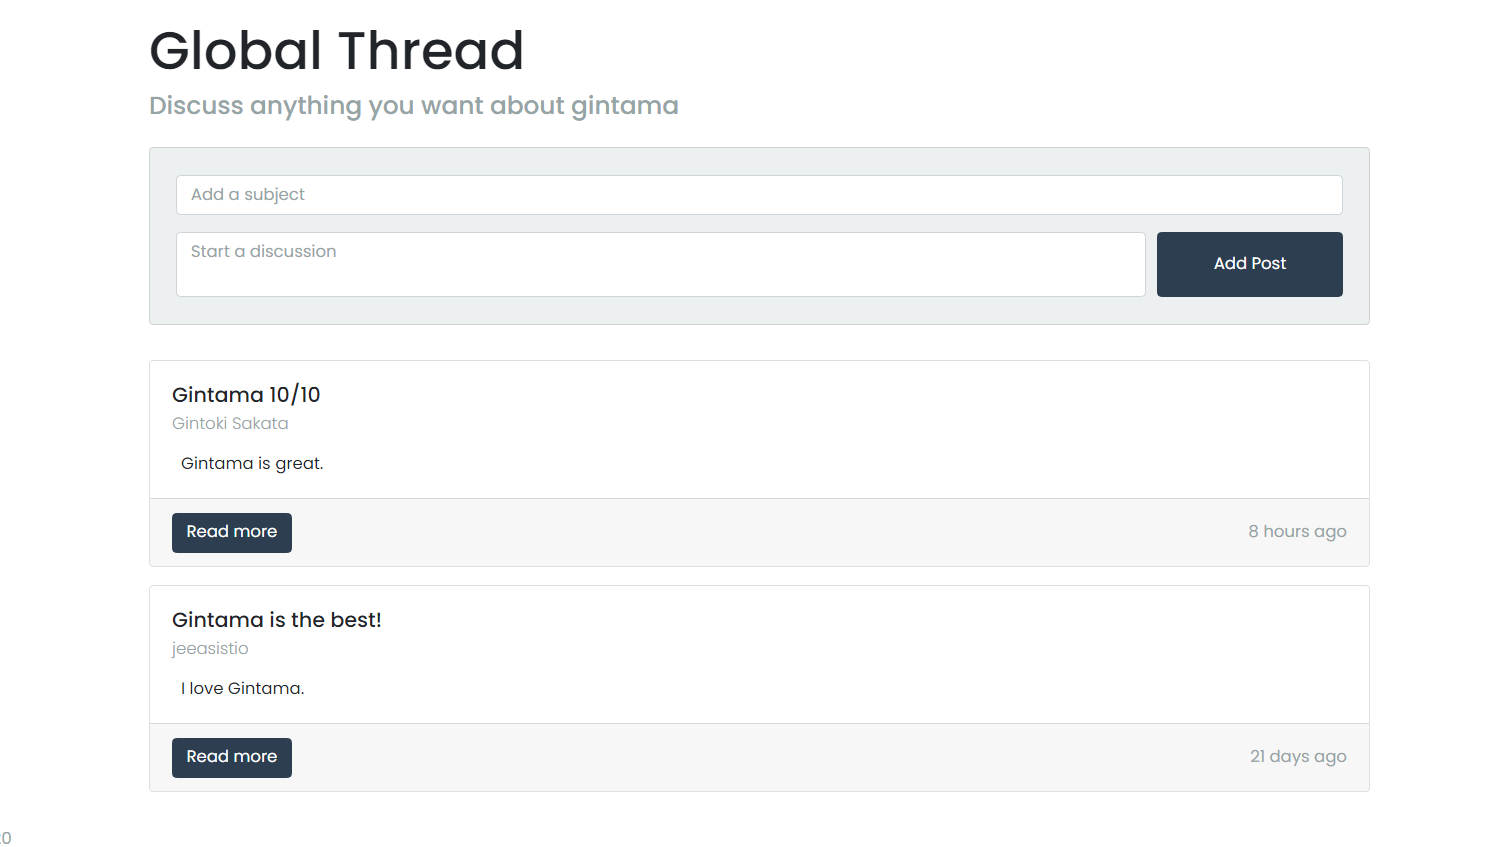 Global Thread
Discuss anything you want about gintama
Add a subject
Start a discussion
Add Post
Gintama 10/10
Gintoki Sakata
Gintama is great.
Read more
8 hours ago
Gintama is the best!
jeeasistio
I love Gintama.
Read more
21 days ago